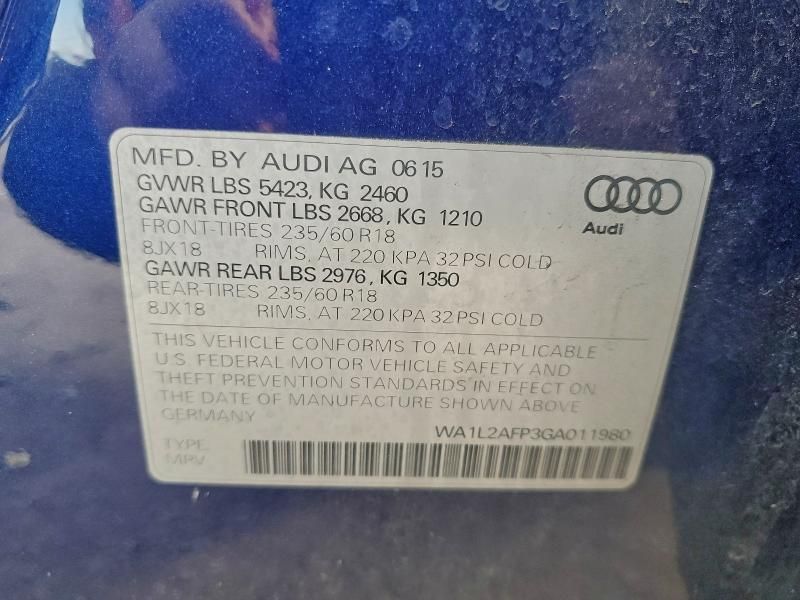 MFD. BY AUDI AG 06 15
GVWR LBS 5423, KG 2460
GAWR FRONT LBS 2668, KG 1210
FRONT-TIRES 235/60 R18
8JX18 RIMS, AT 220 KPA 32 PSI COLD
GAWR REAR LBS 2976, KG 1350
REAR-TIRES 235/60 R18
8JX18 RIMS, AT 220 KPA 32 PSI COLD
Audi
THIS VEHICLE CONFORMS TO ALL APPLICABLE
U.S. FEDERAL MOTOR VEHICLE SAFETY AND
THEFT PREVENTION STANDARDS IN EFFECT ON
THE DATE OF MANUFACTURE SHOWN ABOVE
GERMANY
WA1L2AFP3GA011980
TYPE
MPV